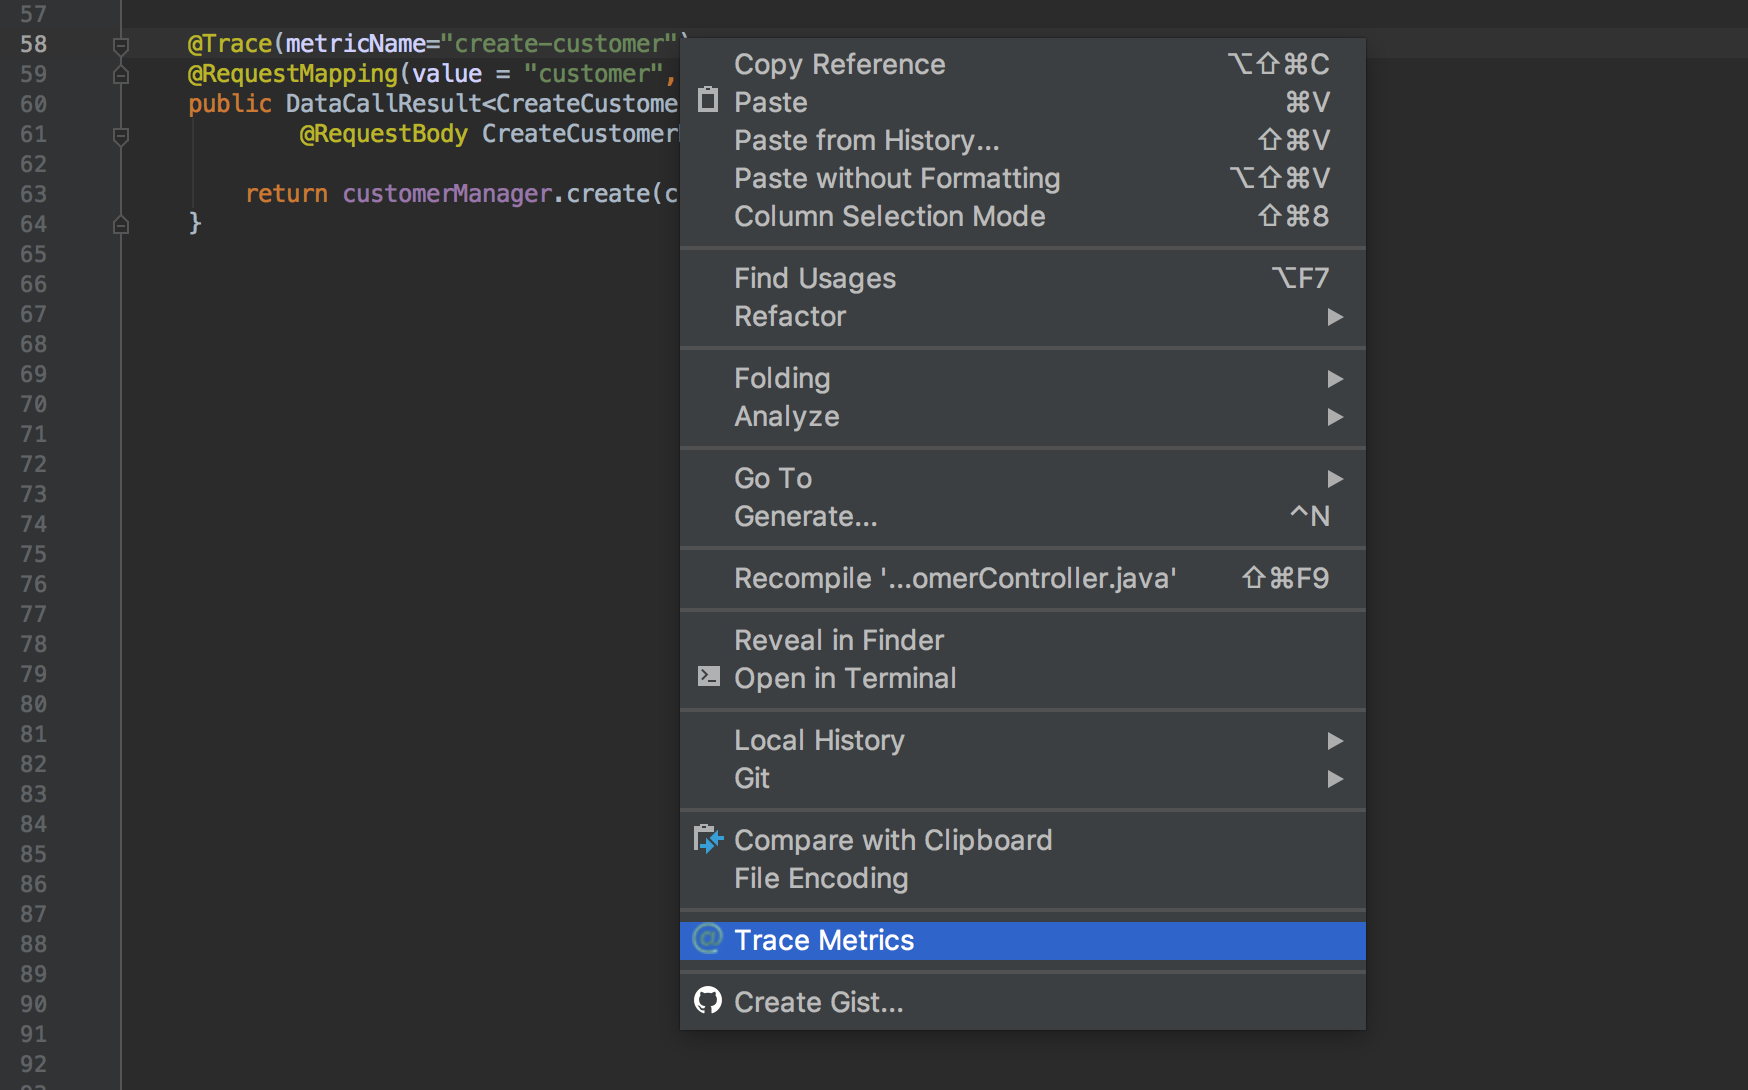 57
58 @Trace(metricName="create-customer")
59 @RequestMapping(value = "customer",
60 public DataCallResult<CreateCustome
61 @RequestBody CreateCustomer
62
63 return customerManager.create(c
64 }
65
66
67
68
69
70
71
72
73
74
75
76
77
78
79
80
81
82
83
84
85
86
87
88
89
90
91
92
Copy Reference ⌥⇧⌘C
Paste ⌘V
Paste from History... ⇧⌘V
Paste without Formatting ⌥⇧⌘V
Column Selection Mode ⇧⌘8
Find Usages ⌥F7
Refactor ▶
Folding ▶
Analyze ▶
Go To ▶
Generate... ^N
Recompile '...omerController.java' ⇧⌘F9
Reveal in Finder
Open in Terminal
Local History ▶
Git ▶
Compare with Clipboard
File Encoding
@ Trace Metrics
Create Gist...